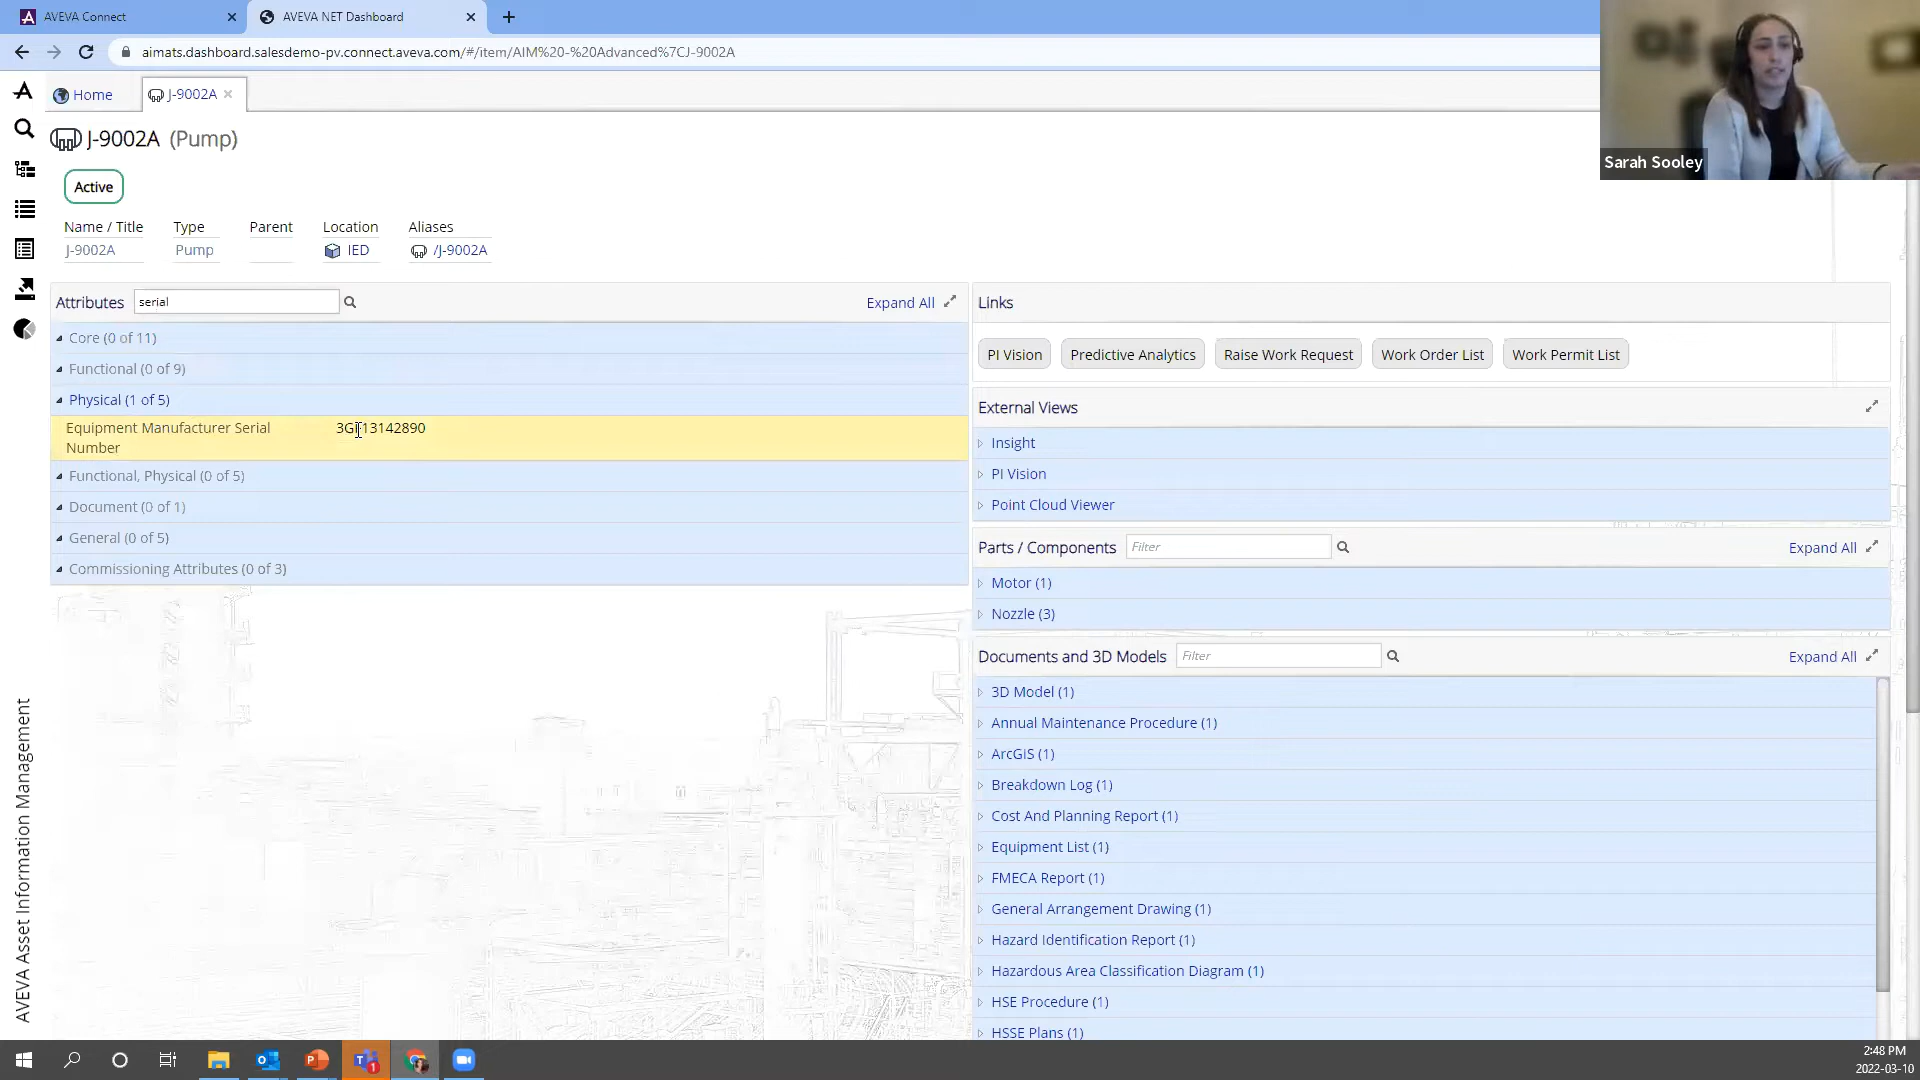 AVEVA Connect
AVEVA NET Dashboard
aimats.dashboard.salesdemo-pv.connect.aveva.com/#/item/AIM%20-%20Advanced%7CJ-9002A
Home
J-9002A
J-9002A (Pump)
Active
Name / Title Type Parent Location Aliases
J-9002A Pump IED /J-9002A
Attributes serial Expand All
Core (0 of 11)
Functional (0 of 9)
Physical (1 of 5)
Equipment Manufacturer Serial
Number
Functional, Physical (0 of 5)
Document (0 of 1)
General (0 of 5)
Commissioning Attributes (0 of 3)
Links
PI Vision Predictive Analytics Raise Work Request Work Order List Work Permit List
External Views
Insight
PI Vision
Point Cloud Viewer
Parts / Components Filter Expand All
Motor (1)
Nozzle (3)
Documents and 3D Models Filter Expand All
3D Model (1)
Annual Maintenance Procedure (1)
ArcGIS (1)
Breakdown Log (1)
Cost And Planning Report (1)
Equipment List (1)
FMECA Report (1)
General Arrangement Drawing (1)
Hazard Identification Report (1)
Hazardous Area Classification Diagram (1)
HSE Procedure (1)
HSSE Plans (1)
AVEVA Asset Information Management
Sarah Sooley
2:48 PM
2022-03-10